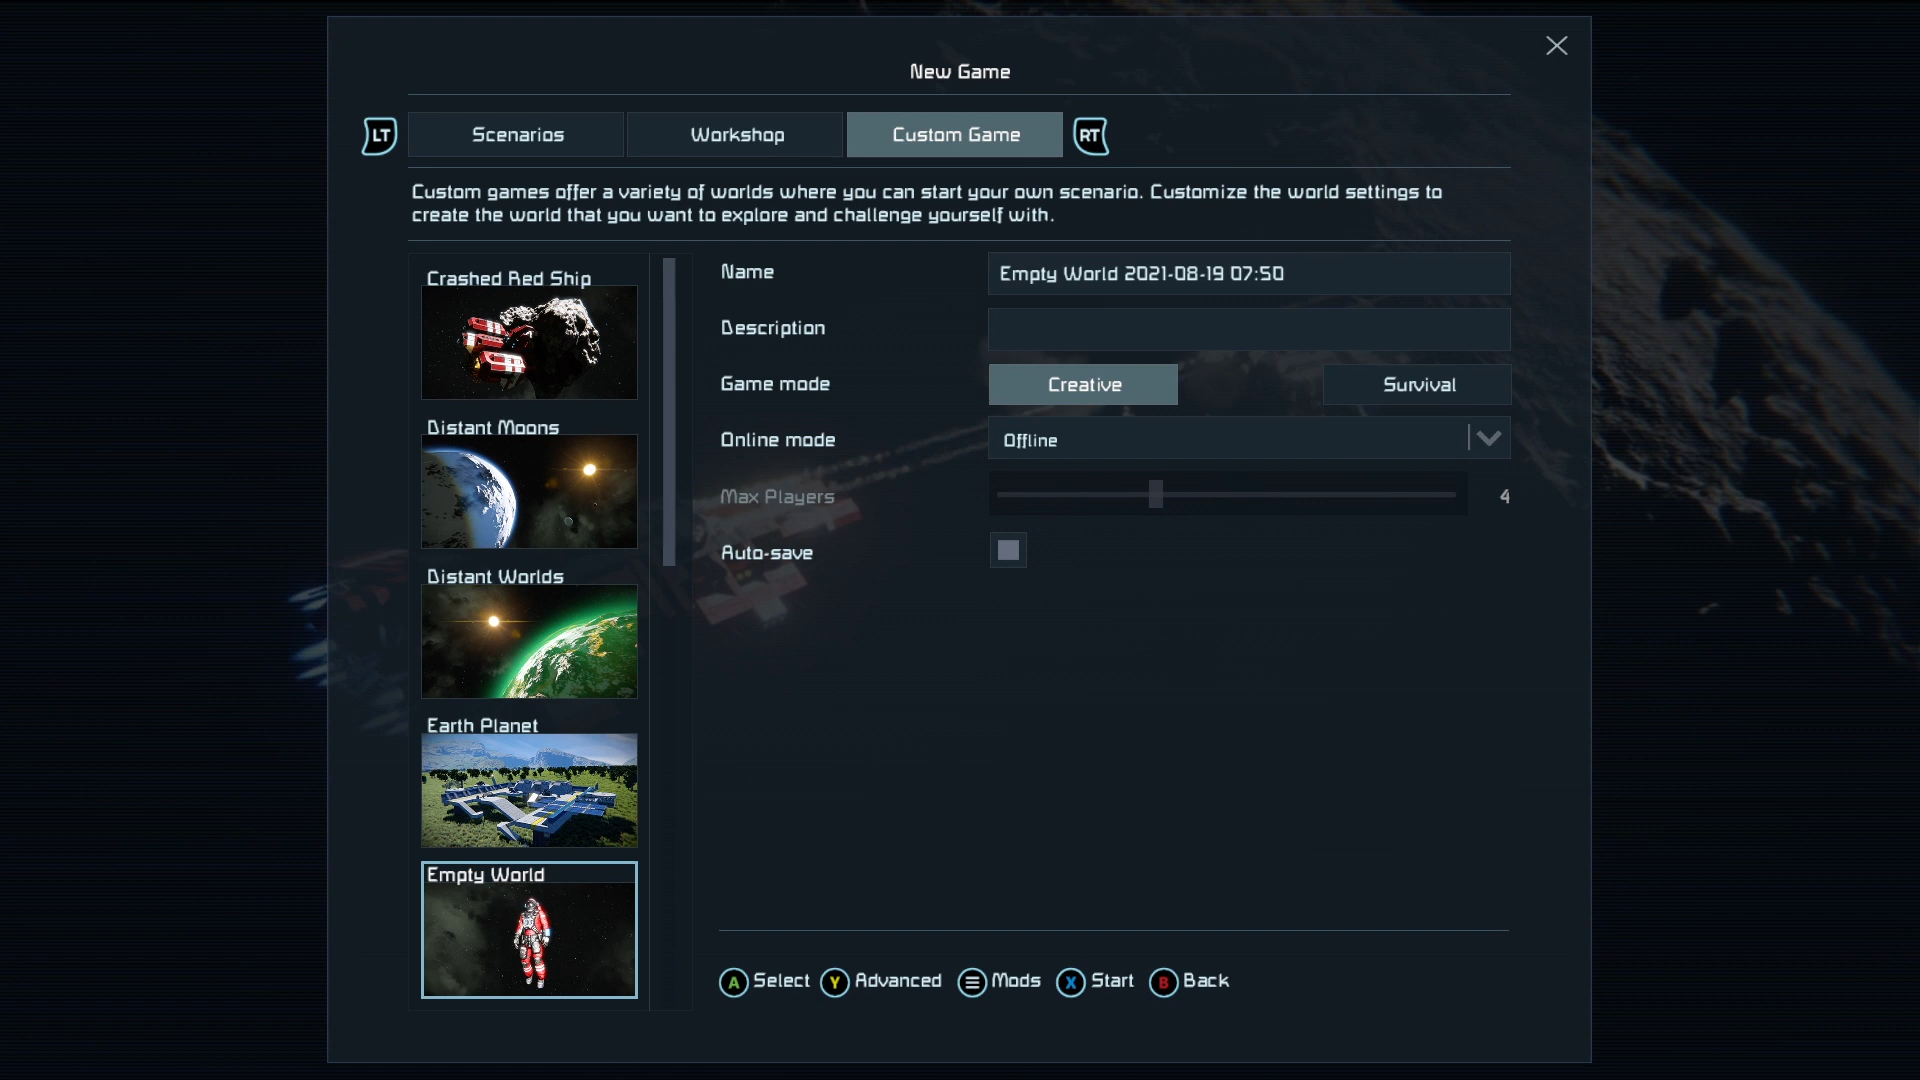 New Game
LT
Scenarios
Workshop
Custom Game
RT
Custom games offer a variety of worlds where you can start your own scenario. Customize the world settings to
create the world that you want to explore and challenge yourself with.
Crashed Red Ship
Distant Moons
Distant Worlds
Earth Planet
Empty World
Name
Empty World 2021-08-19 07:50
Description
Game mode
Creative
Survival
Online mode
Offline
Max Players
4
Auto-save
A Select Y Advanced Mods X Start B Back